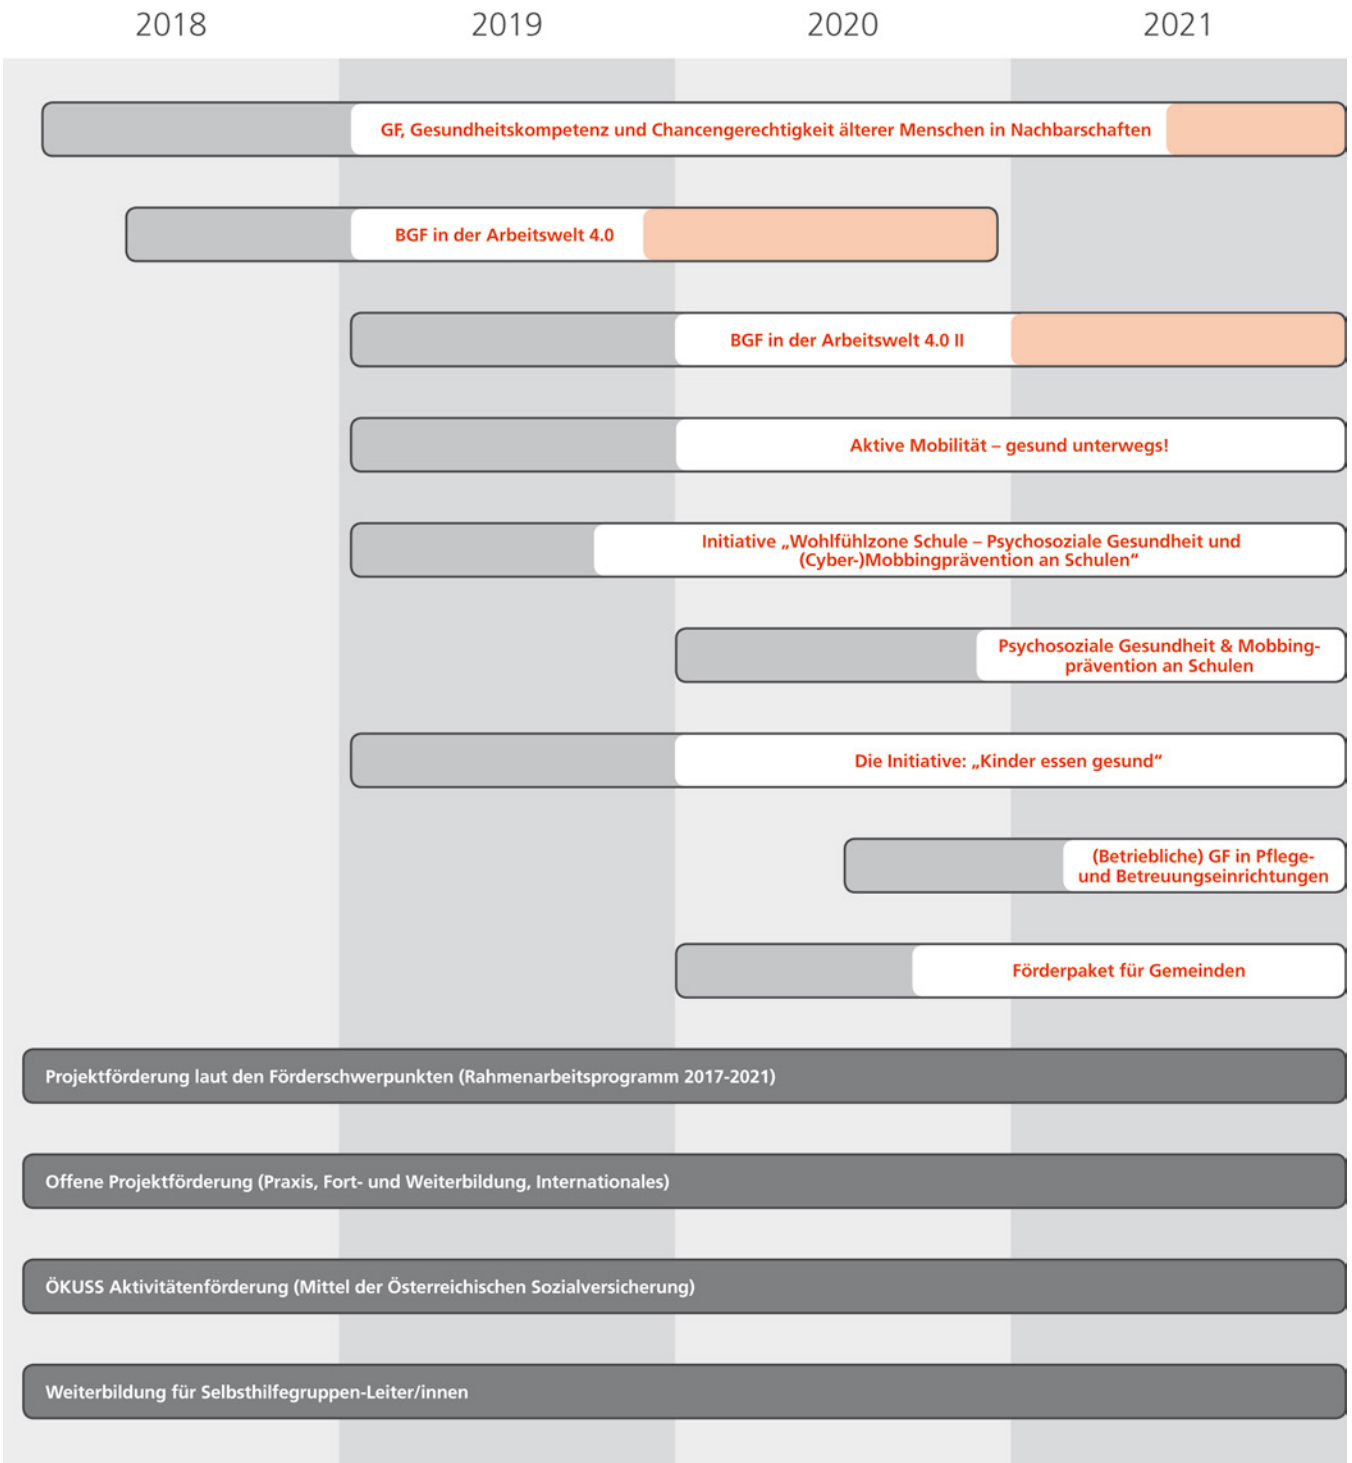 2018 2019 2020 2021
GF, Gesundheitskompetenz und Chancengerechtigkeit älterer Menschen in Nachbarschaften
BGF in der Arbeitswelt 4.0
BGF in der Arbeitswelt 4.0 II
Aktive Mobilität – gesund unterwegs!
Initiative „Wohlfühlzone Schule – Psychosoziale Gesundheit und
(Cyber-)Mobbingprävention an Schulen“
Psychosoziale Gesundheit & Mobbing-
prävention an Schulen
Die Initiative: „Kinder essen gesund“
(Betriebliche) GF in Pflege-
und Betreuungseinrichtungen
Förderpaket für Gemeinden
Projektförderung laut den Förderschwerpunkten (Rahmenarbeitsprogramm 2017-2021)
Offene Projektförderung (Praxis, Fort- und Weiterbildung, Internationales)
ÖKUSS Aktivitätenförderung (Mittel der Österreichischen Sozialversicherung)
Weiterbildung für Selbsthilfegruppen-Leiter/innen